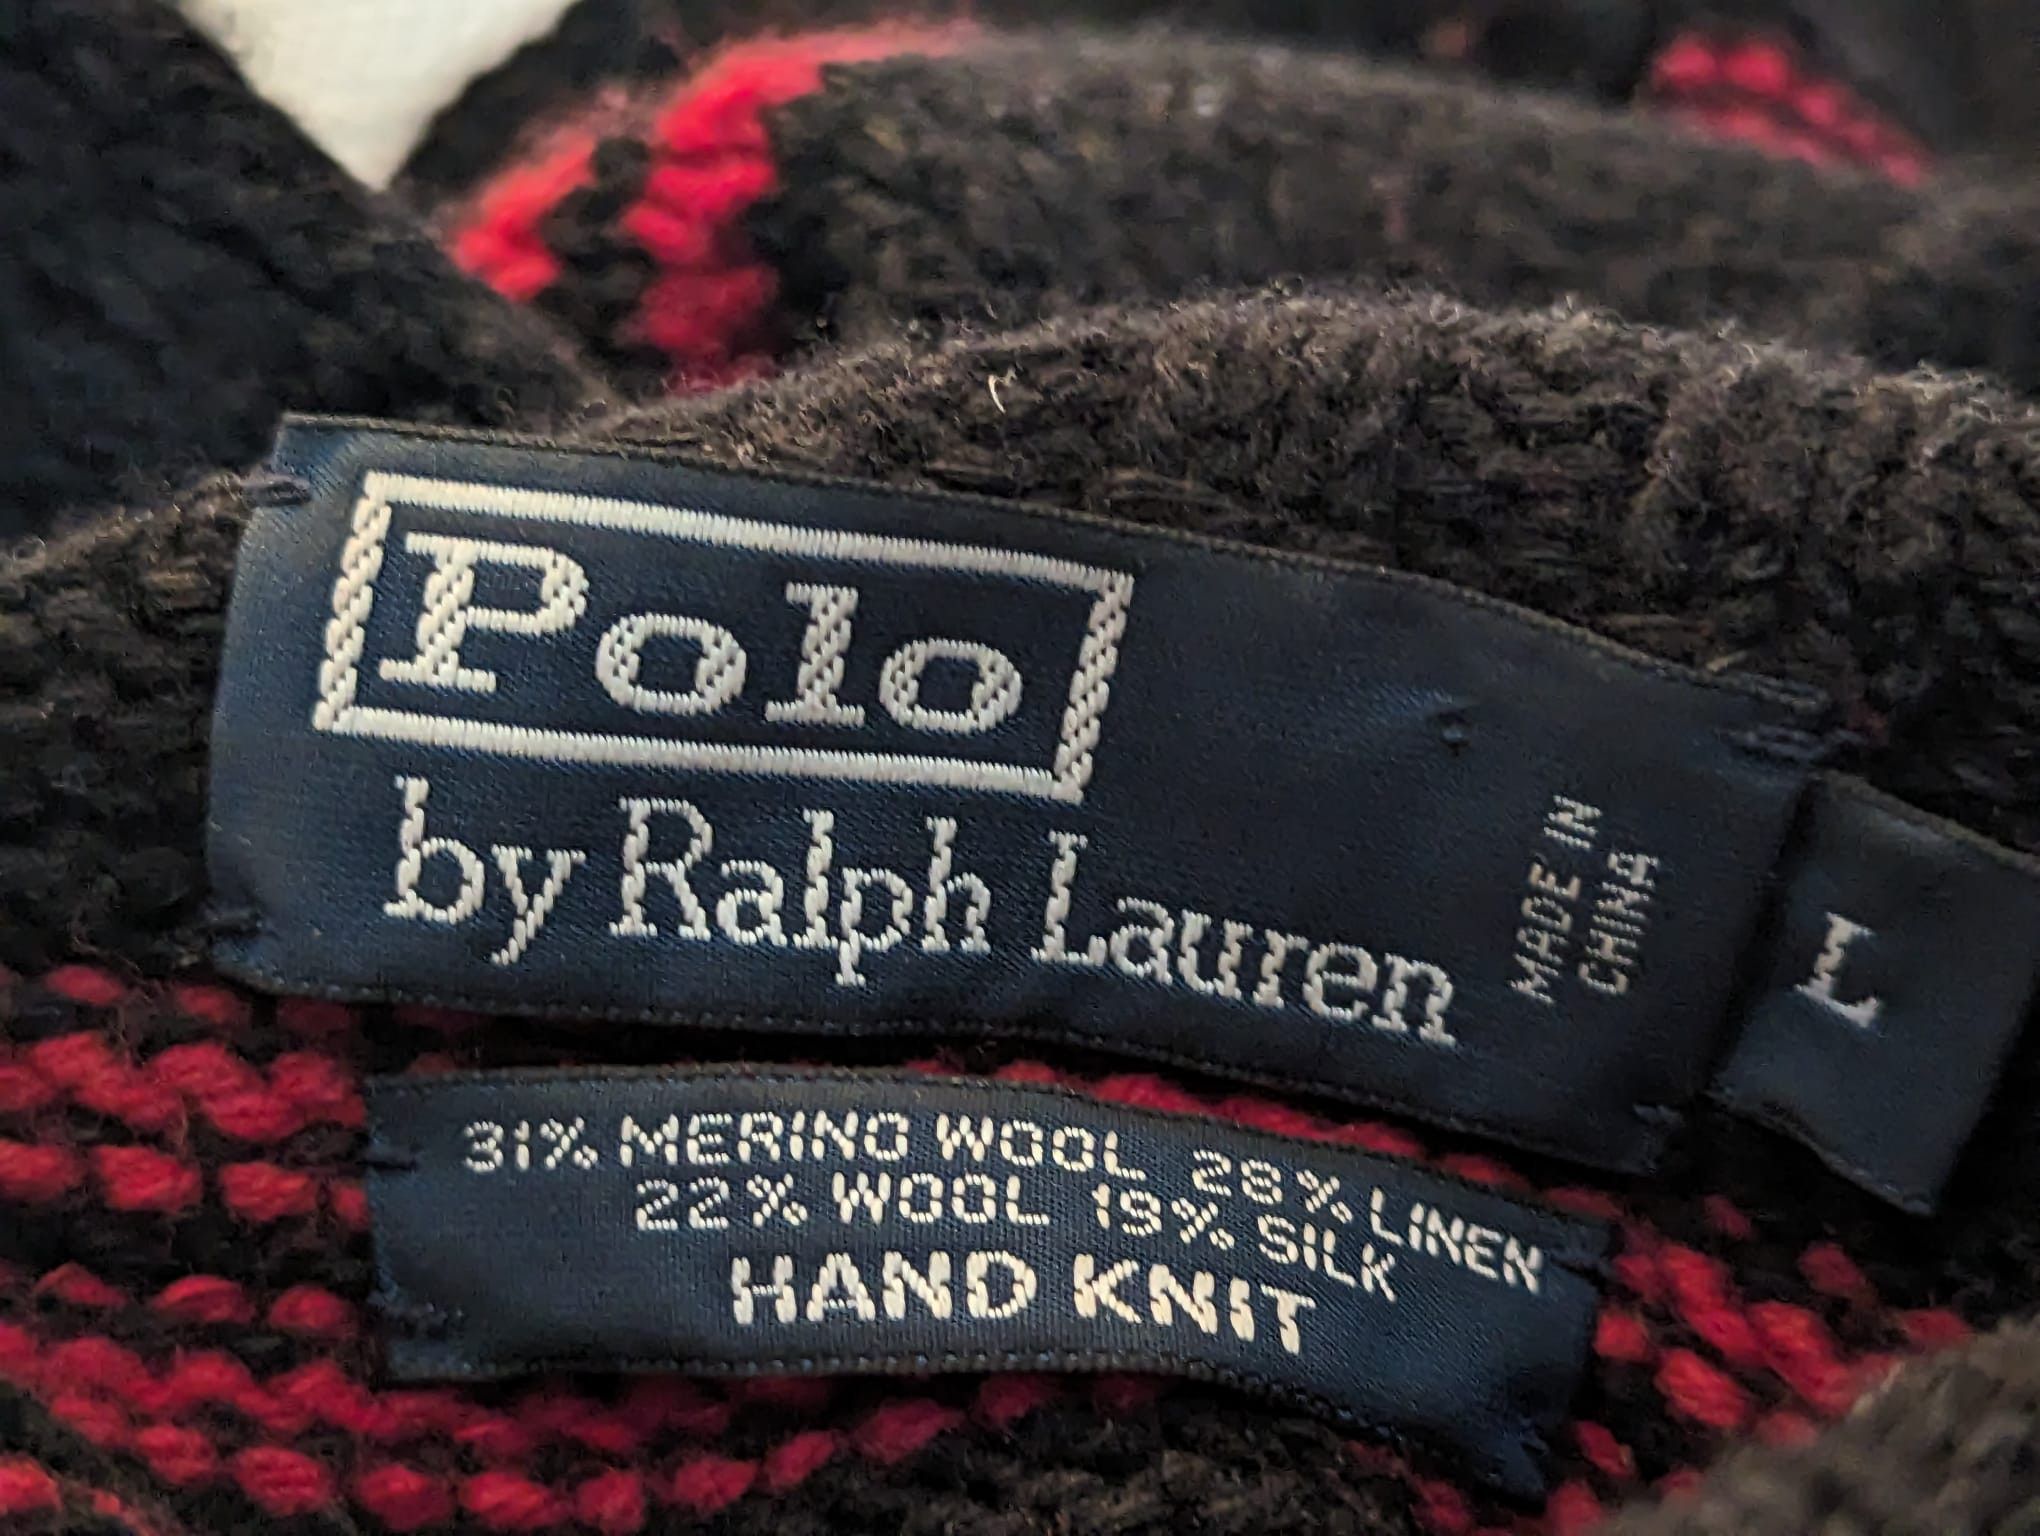 Polo
by Ralph Lauren
MADE IN
CHINA
L
31% MERINO WOOL 28% LINEN
22% WOOL 19% SILK
HAND KNIT